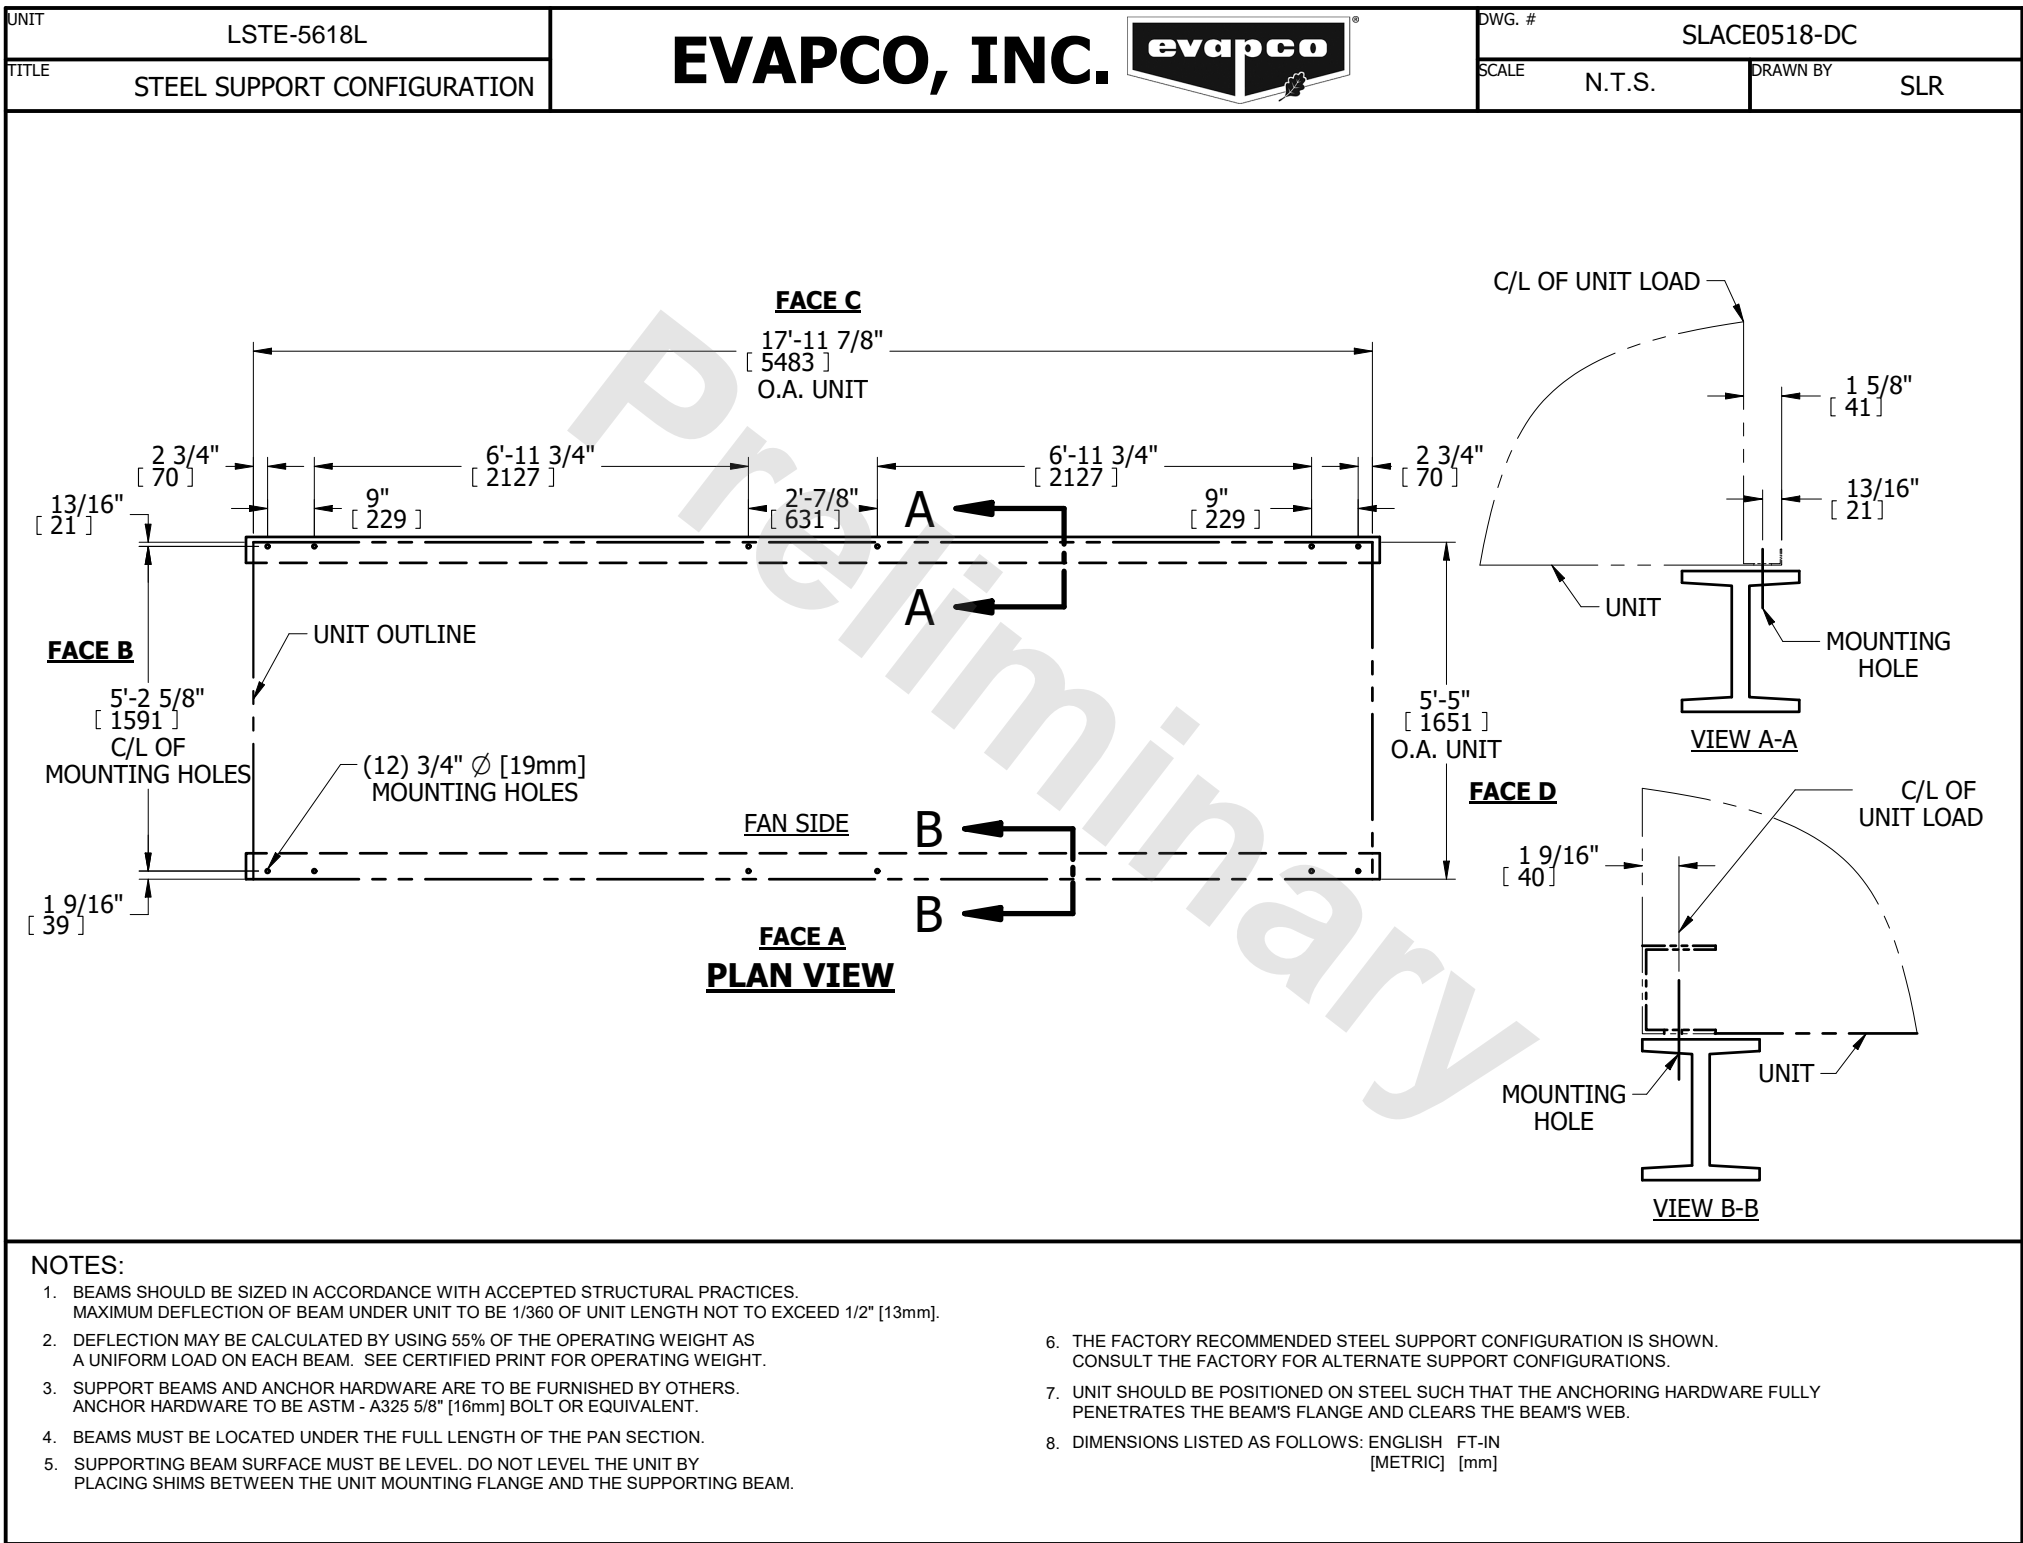 UNIT
LSTE-5618L
TITLE
STEEL SUPPORT CONFIGURATION
EVAPCO, INC.
evapco
®
DWG. #
SLACE0518-DC
SCALE
N.T.S.
DRAWN BY
SLR
FACE C
17'-11 7/8"
[ 5483 ]
O.A. UNIT
2 3/4"
[ 70 ]
6'-11 3/4"
[ 2127 ]
6'-11 3/4"
[ 2127 ]
2 3/4"
[ 70 ]
13/16"
[ 21 ]
9"
[ 229 ]
2'-7/8"
[ 631 ]
9"
[ 229 ]
A
A
FACE B
UNIT OUTLINE
5'-2 5/8"
[ 1591 ]
C/L OF
MOUNTING HOLES
(12) 3/4" ∅ [19mm]
MOUNTING HOLES
5'-5"
[ 1651 ]
O.A. UNIT
FACE D
FAN SIDE
B
B
1 9/16"
[ 39 ]
FACE A
PLAN VIEW
C/L OF UNIT LOAD
1 5/8"
[ 41 ]
13/16"
[ 21 ]
UNIT
MOUNTING
HOLE
VIEW A-A
C/L OF
UNIT LOAD
1 9/16"
[ 40 ]
UNIT
MOUNTING
HOLE
VIEW B-B
Preliminary
NOTES:
1. BEAMS SHOULD BE SIZED IN ACCORDANCE WITH ACCEPTED STRUCTURAL PRACTICES.
MAXIMUM DEFLECTION OF BEAM UNDER UNIT TO BE 1/360 OF UNIT LENGTH NOT TO EXCEED 1/2" [13mm].
2. DEFLECTION MAY BE CALCULATED BY USING 55% OF THE OPERATING WEIGHT AS
A UNIFORM LOAD ON EACH BEAM. SEE CERTIFIED PRINT FOR OPERATING WEIGHT.
3. SUPPORT BEAMS AND ANCHOR HARDWARE ARE TO BE FURNISHED BY OTHERS.
ANCHOR HARDWARE TO BE ASTM - A325 5/8" [16mm] BOLT OR EQUIVALENT.
4. BEAMS MUST BE LOCATED UNDER THE FULL LENGTH OF THE PAN SECTION.
5. SUPPORTING BEAM SURFACE MUST BE LEVEL. DO NOT LEVEL THE UNIT BY
PLACING SHIMS BETWEEN THE UNIT MOUNTING FLANGE AND THE SUPPORTING BEAM.
6. THE FACTORY RECOMMENDED STEEL SUPPORT CONFIGURATION IS SHOWN.
CONSULT THE FACTORY FOR ALTERNATE SUPPORT CONFIGURATIONS.
7. UNIT SHOULD BE POSITIONED ON STEEL SUCH THAT THE ANCHORING HARDWARE FULLY
PENETRATES THE BEAM'S FLANGE AND CLEARS THE BEAM'S WEB.
8. DIMENSIONS LISTED AS FOLLOWS: ENGLISH FT-IN
[METRIC] [mm]